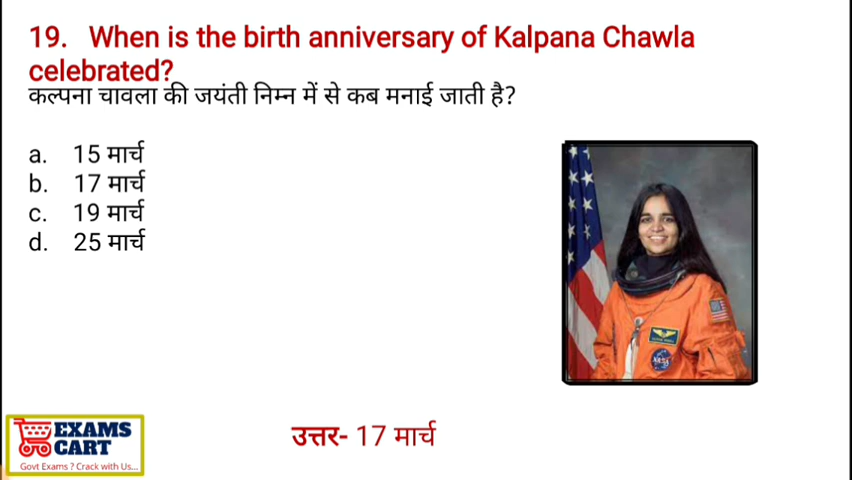 19. When is the birth anniversary of Kalpana Chawla
celebrated?
कल्पना चावला की जयंती निम्न में से कब मनाई जाती है?
a. 15 मार्च
b. 17 मार्च
c. 19 मार्च
d. 25 मार्च
NASA
उत्तर- 17 मार्च
EXAMS
CART
Govt Exams ? Crack with Us...